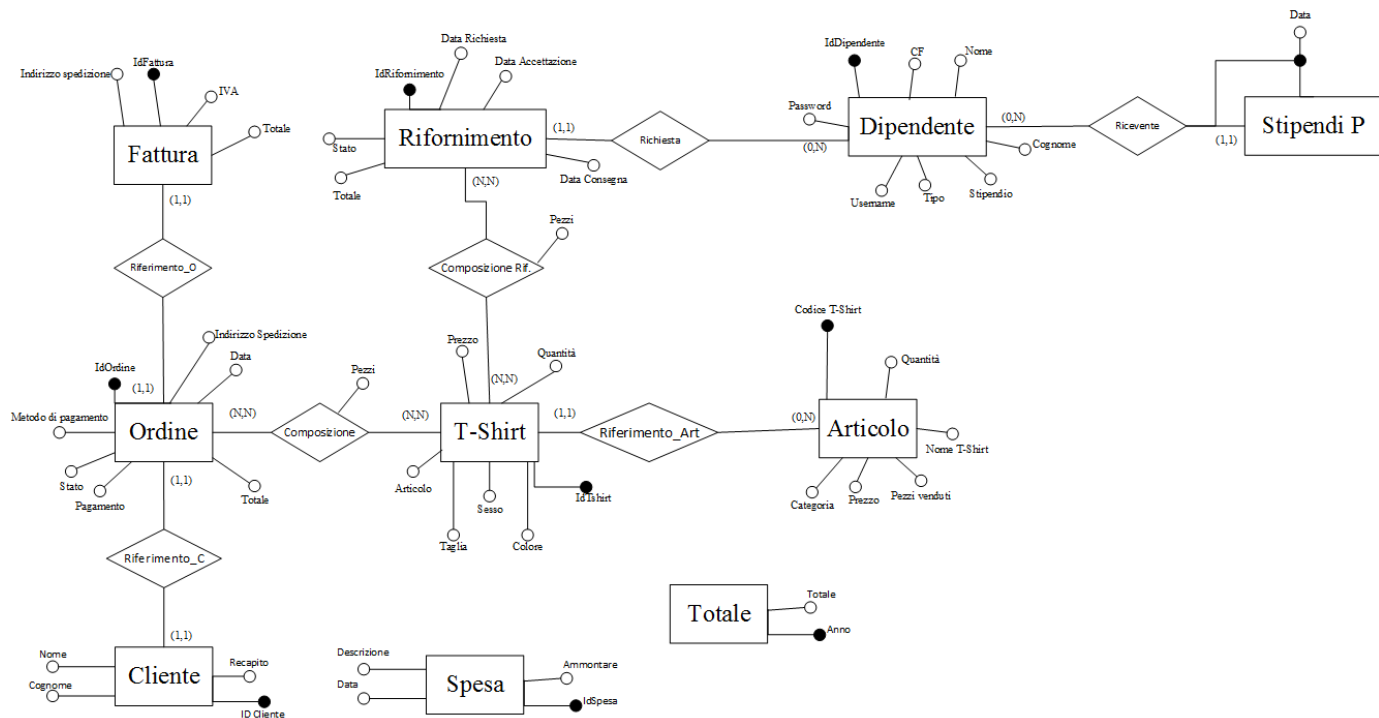 Data
Data Richiesta
IdFattura
IdDipendente
CF
Nome
Indirizzo spedizione
Data Accettazione
IdRifornimento
IVA
Password
Totale
(1,1)
(0,N)
Fattura
Rifornimento
Richiesta
Dipendente
Ricevente
Stipendi P
Stato
(0,N)
Cognome
(1,1)
Data Consegna
Totale
(N,N)
Stipendio
Username
Tipo
(1,1)
Pezzi
Riferimento_O
Composizione Rif.
Codice T-Shirt
Indirizzo Spedizione
Prezzo
Quantità
Data
Quantità
IdOrdine
Pezzi
(1,1)
(N,N)
Metodo di pagamento
(N,N)
(N,N)
(1,1)
(0,N)
Ordine
Composizione
T-Shirt
Riferimento_Art
Articolo
Nome T-Shirt
Stato
(1,1)
Articolo
Pagamento
Totale
Sesso
IdTshirt
Categoria
Prezzo
Pezzi venduti
Taglia
Colore
Riferimento_C
Totale
Totale
Anno
(1,1)
Nome
Recapito
Descrizione
Ammontare
Cliente
Spesa
Cognome
Data
ID Cliente
IdSpesa